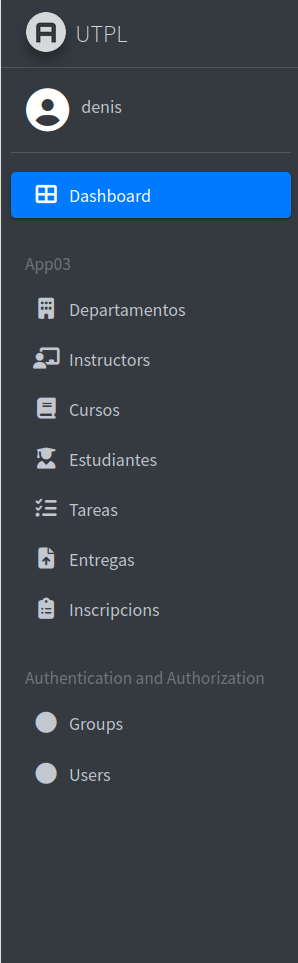 UTPL
denis
Dashboard
App03
Departamentos
Instructors
Cursos
Estudiantes
Tareas
Entregas
Inscripcions
Authentication and Authorization
Groups
Users